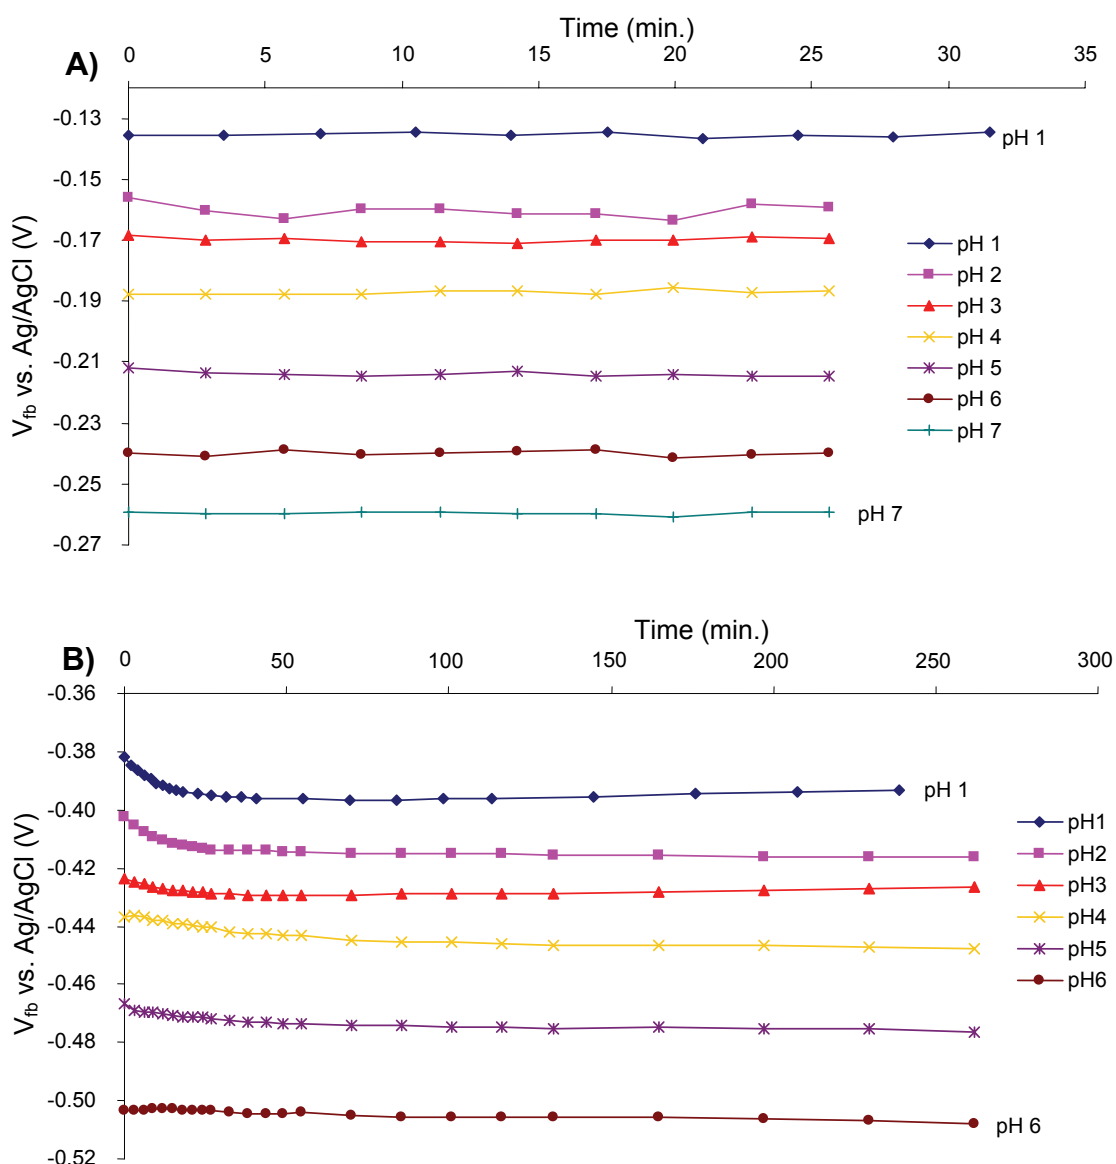 Time (min.)
A)
0 5 10 15 20 25 30 35
-0.13
-0.15
-0.17
-0.19
-0.21
-0.23
-0.25
-0.27
V_fb vs. Ag/AgCl (V)
pH 1
pH 7
pH 1
pH 2
pH 3
pH 4
pH 5
pH 6
pH 7
Time (min.)
B)
0 50 100 150 200 250 300
-0.36
-0.38
-0.40
-0.42
-0.44
-0.46
-0.48
-0.50
-0.52
V_fb vs. Ag/AgCl (V)
pH 1
pH 6
pH1
pH2
pH3
pH4
pH5
pH6